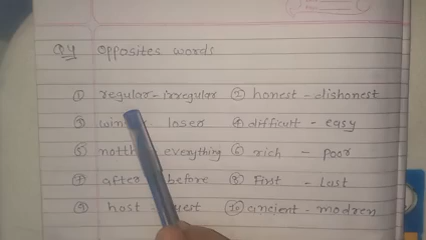 Q4 opposites words
① regular - irregular ② honest - dishonest
③ loser ④ difficult - easy
⑤ everything ⑥ rich - poor
⑦ after before ⑧ First - Last
⑨ host ⑩ ancient - modren